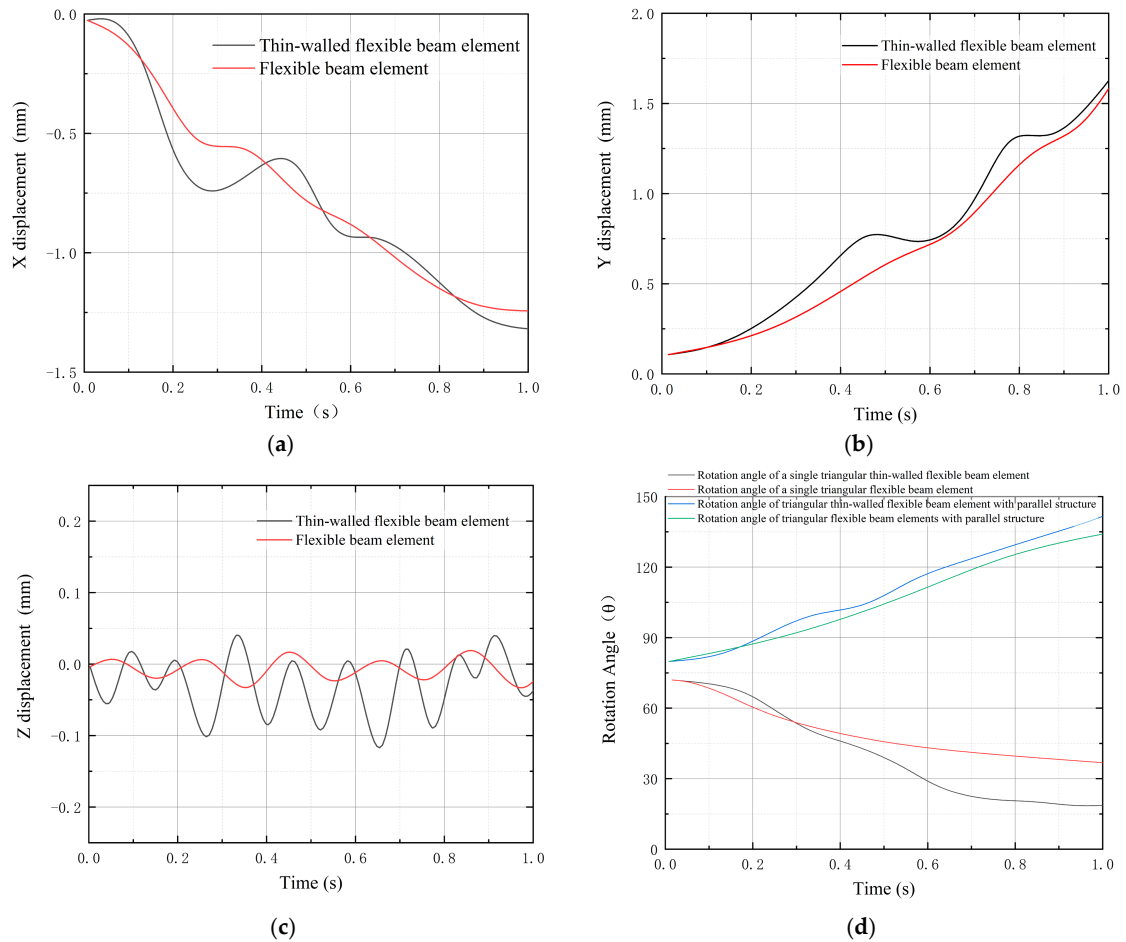 0.0
-0.5
-1.0
-1.5
X displacement (mm)
Thin-walled flexible beam element
Flexible beam element
0.0 0.2 0.4 0.6 0.8 1.0
Time（s）
(a)
2.0
1.5
1.0
0.5
0.0
Y displacement (mm)
Thin-walled flexible beam element
Flexible beam element
0.0 0.2 0.4 0.6 0.8 1.0
Time (s)
(b)
0.2
0.1
0.0
-0.1
-0.2
Z displacement (mm)
Thin-walled flexible beam element
Flexible beam element
0.0 0.2 0.4 0.6 0.8 1.0
Time (s)
(c)
Rotation angle of a single triangular thin-walled flexible beam element
Rotation angle of a single triangular flexible beam element
Rotation angle of triangular thin-walled flexible beam element with parallel structure
Rotation angle of triangular flexible beam elements with parallel structure
150
120
90
60
30
0
Rotation Angle（θ）
0.0 0.2 0.4 0.6 0.8 1.0
Time (s)
(d)